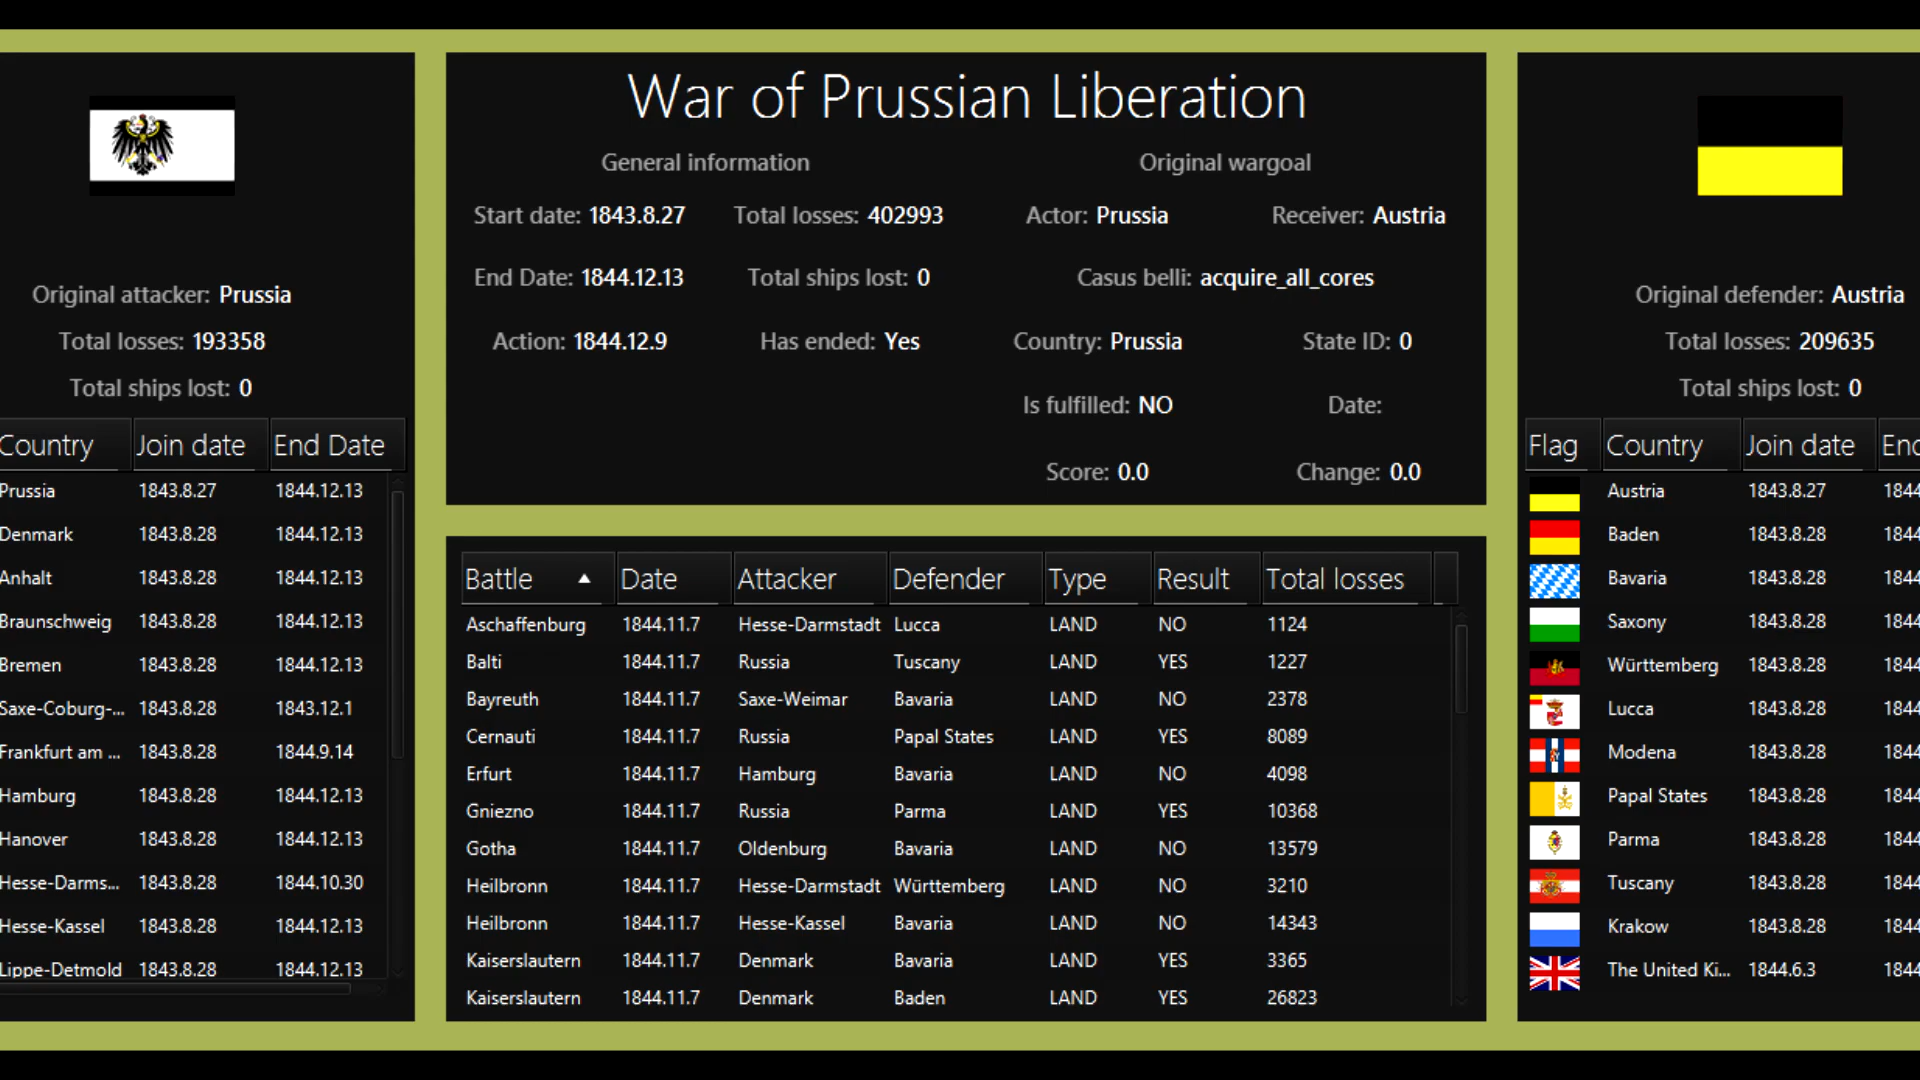 War of Prussian Liberation
General information
Original wargoal
Start date: 1843.8.27
Total losses: 402993
Actor: Prussia
Receiver: Austria
End Date: 1844.12.13
Total ships lost: 0
Casus belli: acquire_all_cores
Action: 1844.12.9
Has ended: Yes
Country: Prussia
State ID: 0
Is fulfilled: NO
Date:
Score: 0.0
Change: 0.0
Original attacker: Prussia
Total losses: 193358
Total ships lost: 0
Country Join date End Date
Prussia 1843.8.27 1844.12.13
Denmark 1843.8.28 1844.12.13
Anhalt 1843.8.28 1844.12.13
Braunschweig 1843.8.28 1844.12.13
Bremen 1843.8.28 1844.12.13
Saxe-Coburg-... 1843.8.28 1843.12.1
Frankfurt am ... 1843.8.28 1844.9.14
Hamburg 1843.8.28 1844.12.13
Hanover 1843.8.28 1844.12.13
Hesse-Darms... 1843.8.28 1844.10.30
Hesse-Kassel 1843.8.28 1844.12.13
Lippe-Detmold 1843.8.28 1844.12.13
Battle Date Attacker Defender Type Result Total losses
Aschaffenburg 1844.11.7 Hesse-Darmstadt Lucca LAND NO 1124
Balti 1844.11.7 Russia Tuscany LAND YES 1227
Bayreuth 1844.11.7 Saxe-Weimar Bavaria LAND NO 2378
Cernauti 1844.11.7 Russia Papal States LAND YES 8089
Erfurt 1844.11.7 Hamburg Bavaria LAND NO 4098
Gniezno 1844.11.7 Russia Parma LAND YES 10368
Gotha 1844.11.7 Oldenburg Bavaria LAND NO 13579
Heilbronn 1844.11.7 Hesse-Darmstadt Württemberg LAND NO 3210
Heilbronn 1844.11.7 Hesse-Kassel Bavaria LAND NO 14343
Kaiserslautern 1844.11.7 Denmark Bavaria LAND YES 3365
Kaiserslautern 1844.11.7 Denmark Baden LAND YES 26823
Original defender: Austria
Total losses: 209635
Total ships lost: 0
Flag Country Join date End
Austria 1843.8.27 1844
Baden 1843.8.28 1844
Bavaria 1843.8.28 1844
Saxony 1843.8.28 1844
Württemberg 1843.8.28 1844
Lucca 1843.8.28 1844
Modena 1843.8.28 1844
Papal States 1843.8.28 1844
Parma 1843.8.28 1844
Tuscany 1843.8.28 1844
Krakow 1843.8.28 1844
The United Ki... 1844.6.3 1844